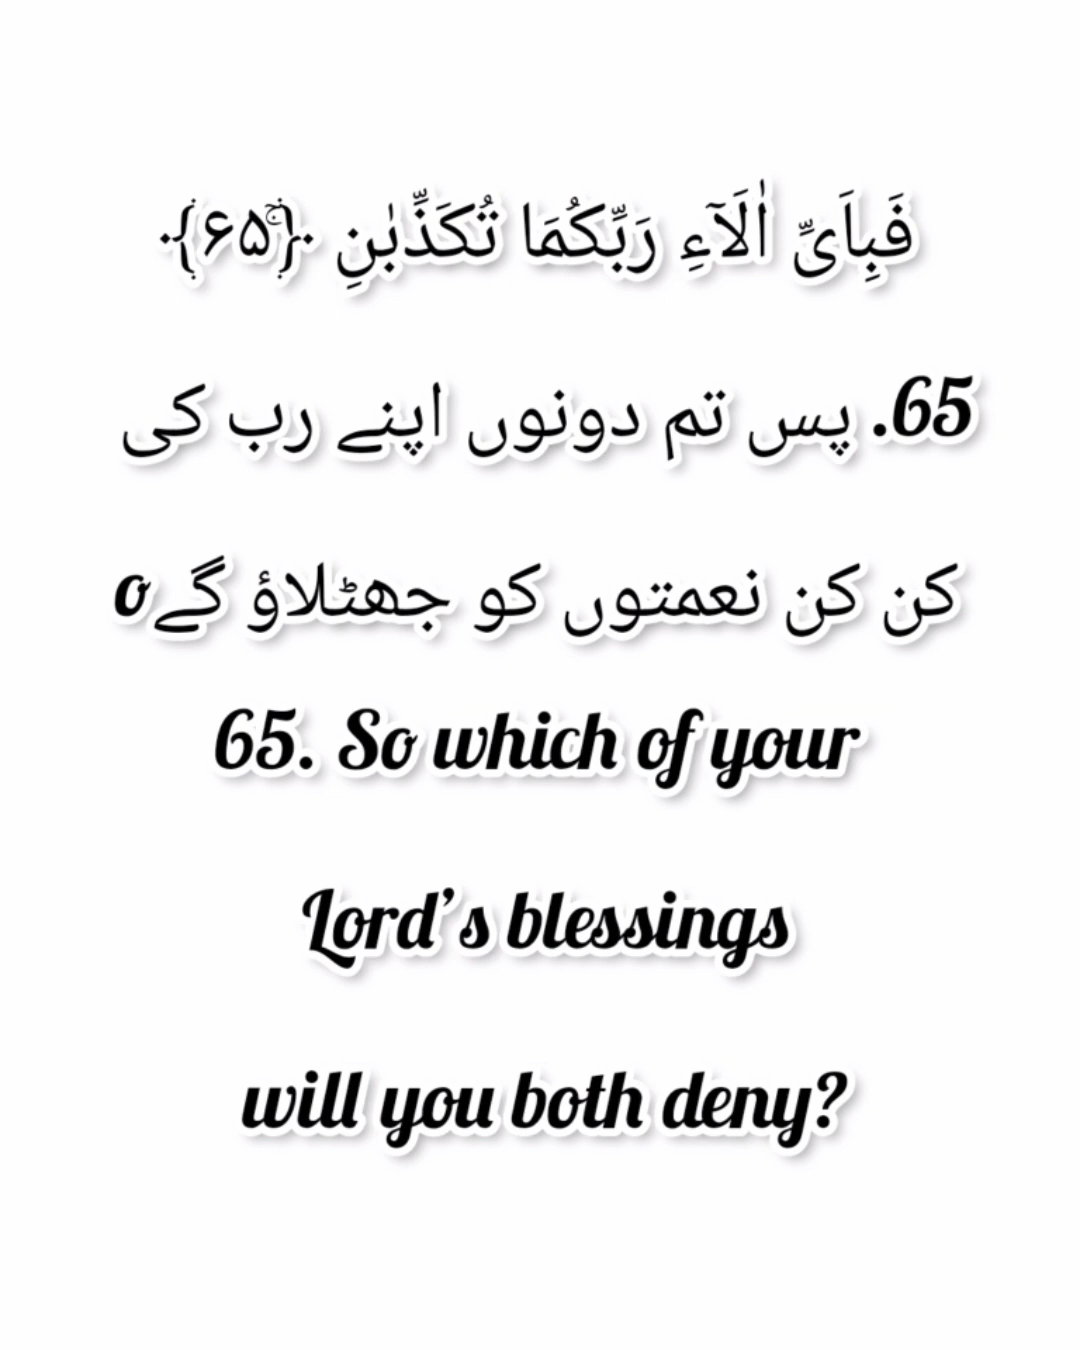 فَبِاَیِّ اٰلَآءِ رَبِّکُمَا تُکَذِّبٰنِ ﴿ۚ۶۵﴾
65. پس تم دونوں اپنے رب کی
کن کن نعمتوں کو جھٹلاؤ گےo
65. So which of your
Lord’s blessings
will you both deny?